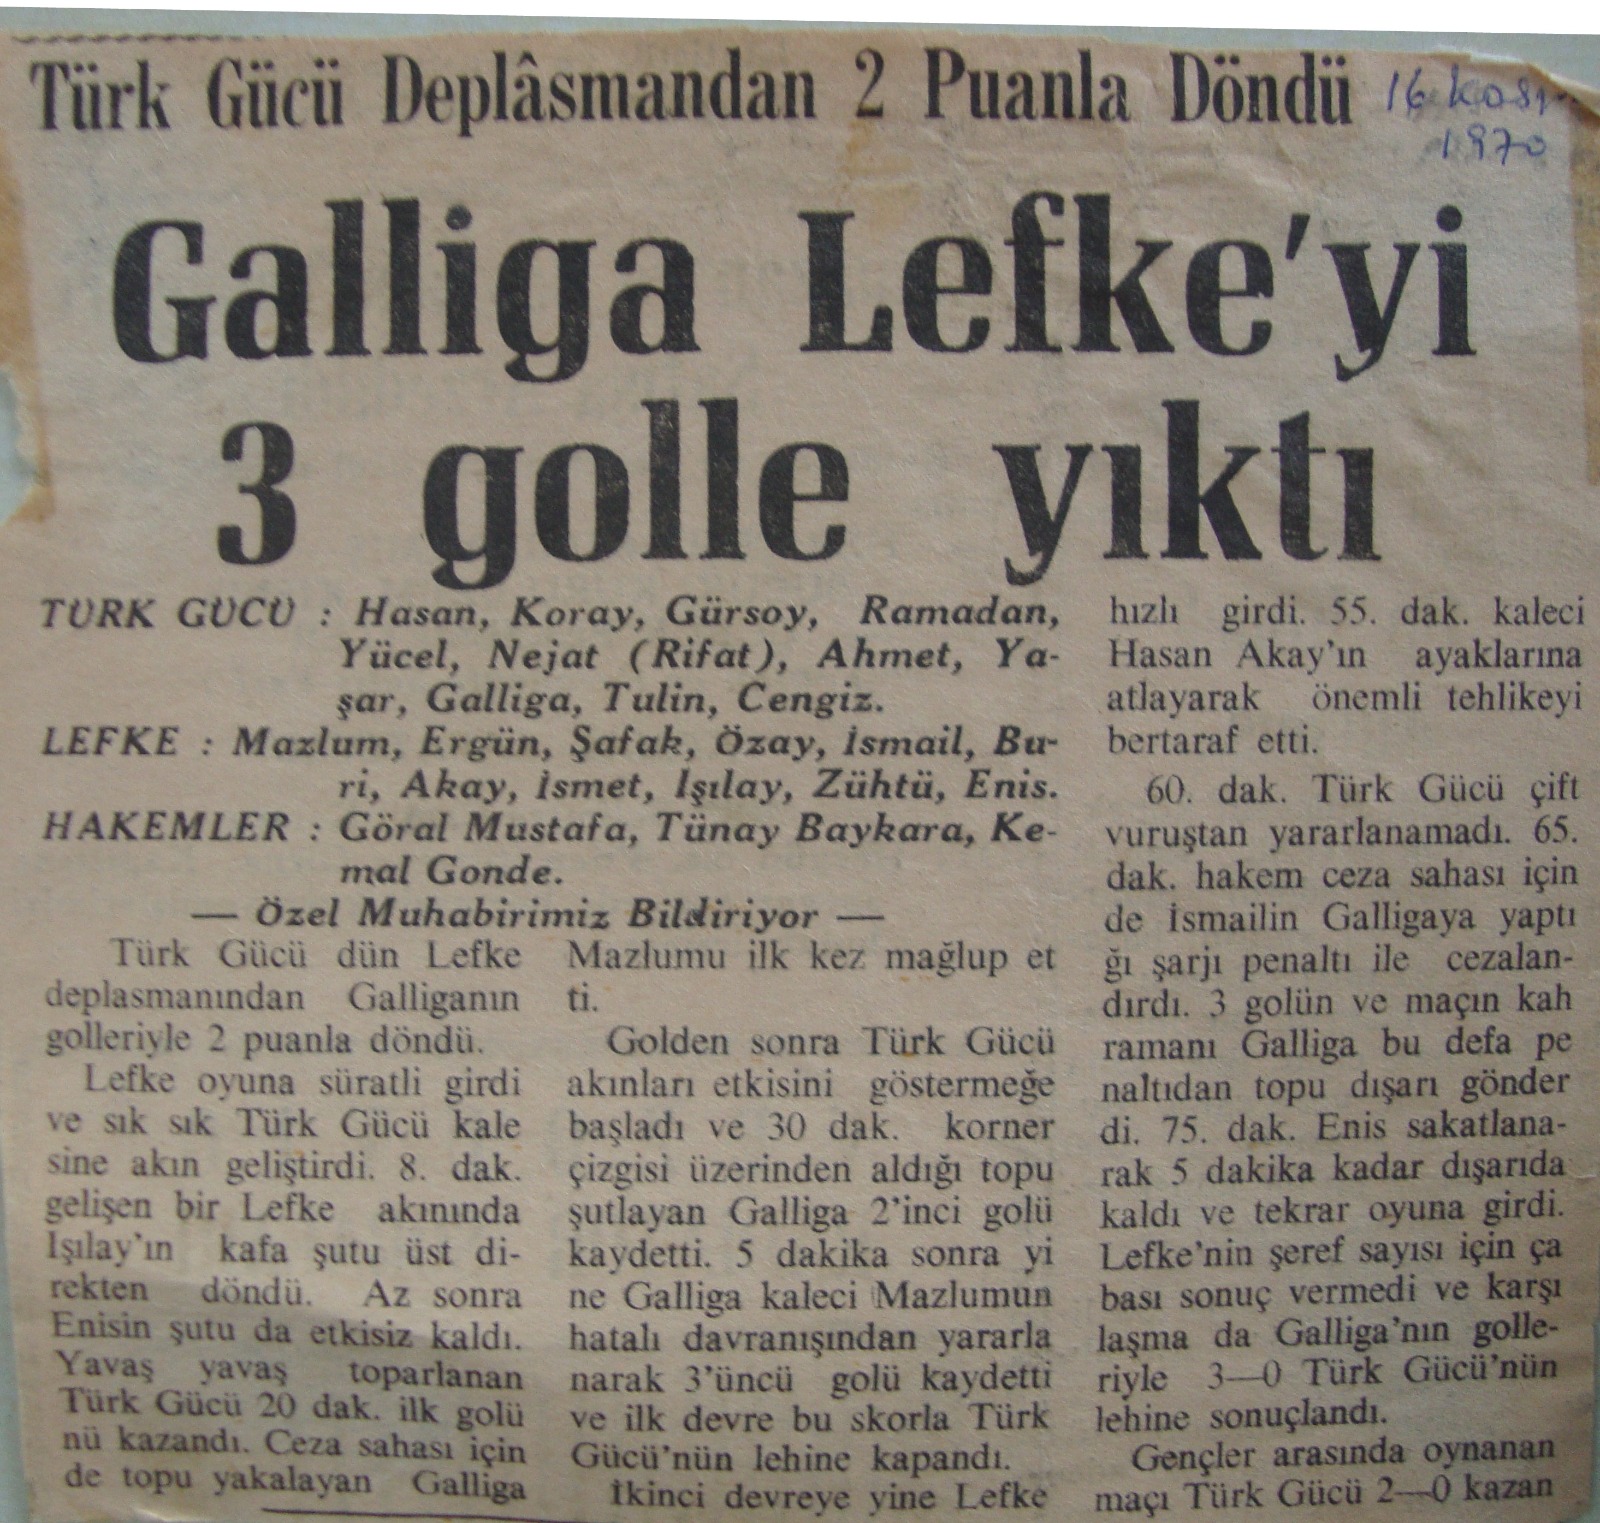 Türk Gücü Deplâsmandan 2 Puanla Döndü
16 Kası
1970
Galliga Lefke'yi
3 golle yıktı
TÜRK GÜCÜ : Hasan, Koray, Gürsoy, Ramadan,
Yücel, Nejat (Rifat), Ahmet, Ya-
şar, Galliga, Tulin, Cengiz.
LEFKE : Mazlum, Ergün, Şafak, Özay, İsmail, Bu-
ri, Akay, İsmet, Işılay, Zühtü, Enis.
HAKEMLER : Göral Mustafa, Tünay Baykara, Ke-
mal Gonde.
— Özel Muhabirimiz Bildiriyor —
Türk Gücü dün Lefke
deplasmanından Galliganın
golleriyle 2 puanla döndü.
Lefke oyuna süratli girdi
ve sık sık Türk Gücü kale
sine akın geliştirdi. 8. dak.
gelişen bir Lefke akınında
Işılay'ın kafa şutu üst di-
rekten döndü. Az sonra
Enisin şutu da etkisiz kaldı.
Yavaş yavaş toparlanan
Türk Gücü 20 dak. ilk golü
nü kazandı. Ceza sahası için
de topu yakalayan Galliga
Mazlumu ilk kez mağlup et
ti.
Golden sonra Türk Gücü
akınları etkisini göstermeğe
başladı ve 30 dak. korner
çizgisi üzerinden aldığı topu
şutlayan Galliga 2'inci golü
kaydetti. 5 dakika sonra yi
ne Galliga kaleci Mazlumun
hatalı davranışından yararla
narak 3'üncü golü kaydetti
ve ilk devre bu skorla Türk
Gücü'nün lehine kapandı.
İkinci devreye yine Lefke
hızlı girdi. 55. dak. kaleci
Hasan Akay'ın ayaklarına
atlayarak önemli tehlikeyi
bertaraf etti.
60. dak. Türk Gücü çift
vuruştan yararlanamadı. 65.
dak. hakem ceza sahası için
de İsmailin Galligaya yaptı
ğı şarjı penaltı ile cezalan-
dırdı. 3 golün ve maçın kah
ramanı Galliga bu defa pe
naltıdan topu dışarı gönder
di. 75. dak. Enis sakatlana-
rak 5 dakika kadar dışarıda
kaldı ve tekrar oyuna girdi.
Lefke'nin şeref sayısı için ça
bası sonuç vermedi ve karşı
laşma da Galliga'nın golle-
riyle 3—0 Türk Gücü'nün
lehine sonuçlandı.
Gençler arasında oynanan
maçı Türk Gücü 2—0 kazan